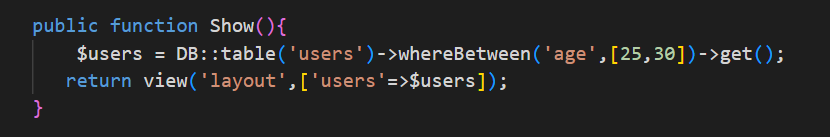 public function Show(){
$users = DB::table('users')->whereBetween('age',[25,30])->get();
return view('layout',['users'=>$users]);
}